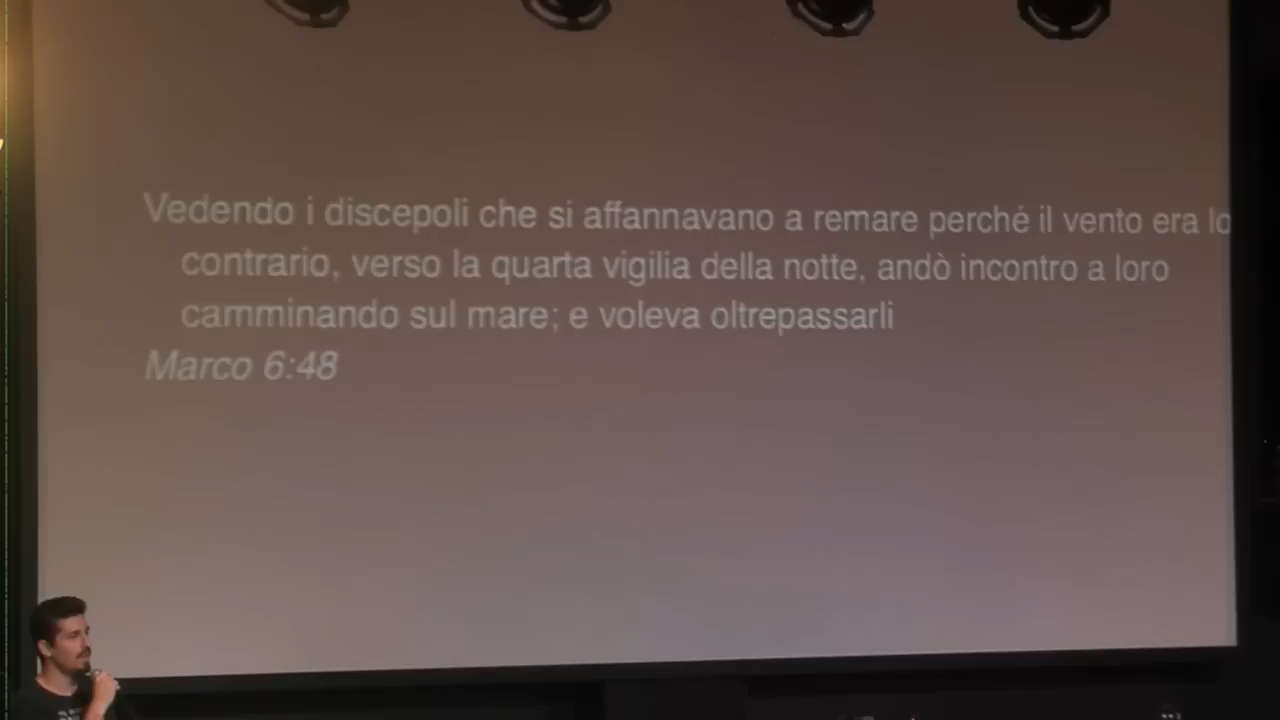 Vedendo i discepoli che si affannavano a remare perché il vento era lo
contrario, verso la quarta vigilia della notte, andò incontro a loro
camminando sul mare; e voleva oltrepassarli
Marco 6:48